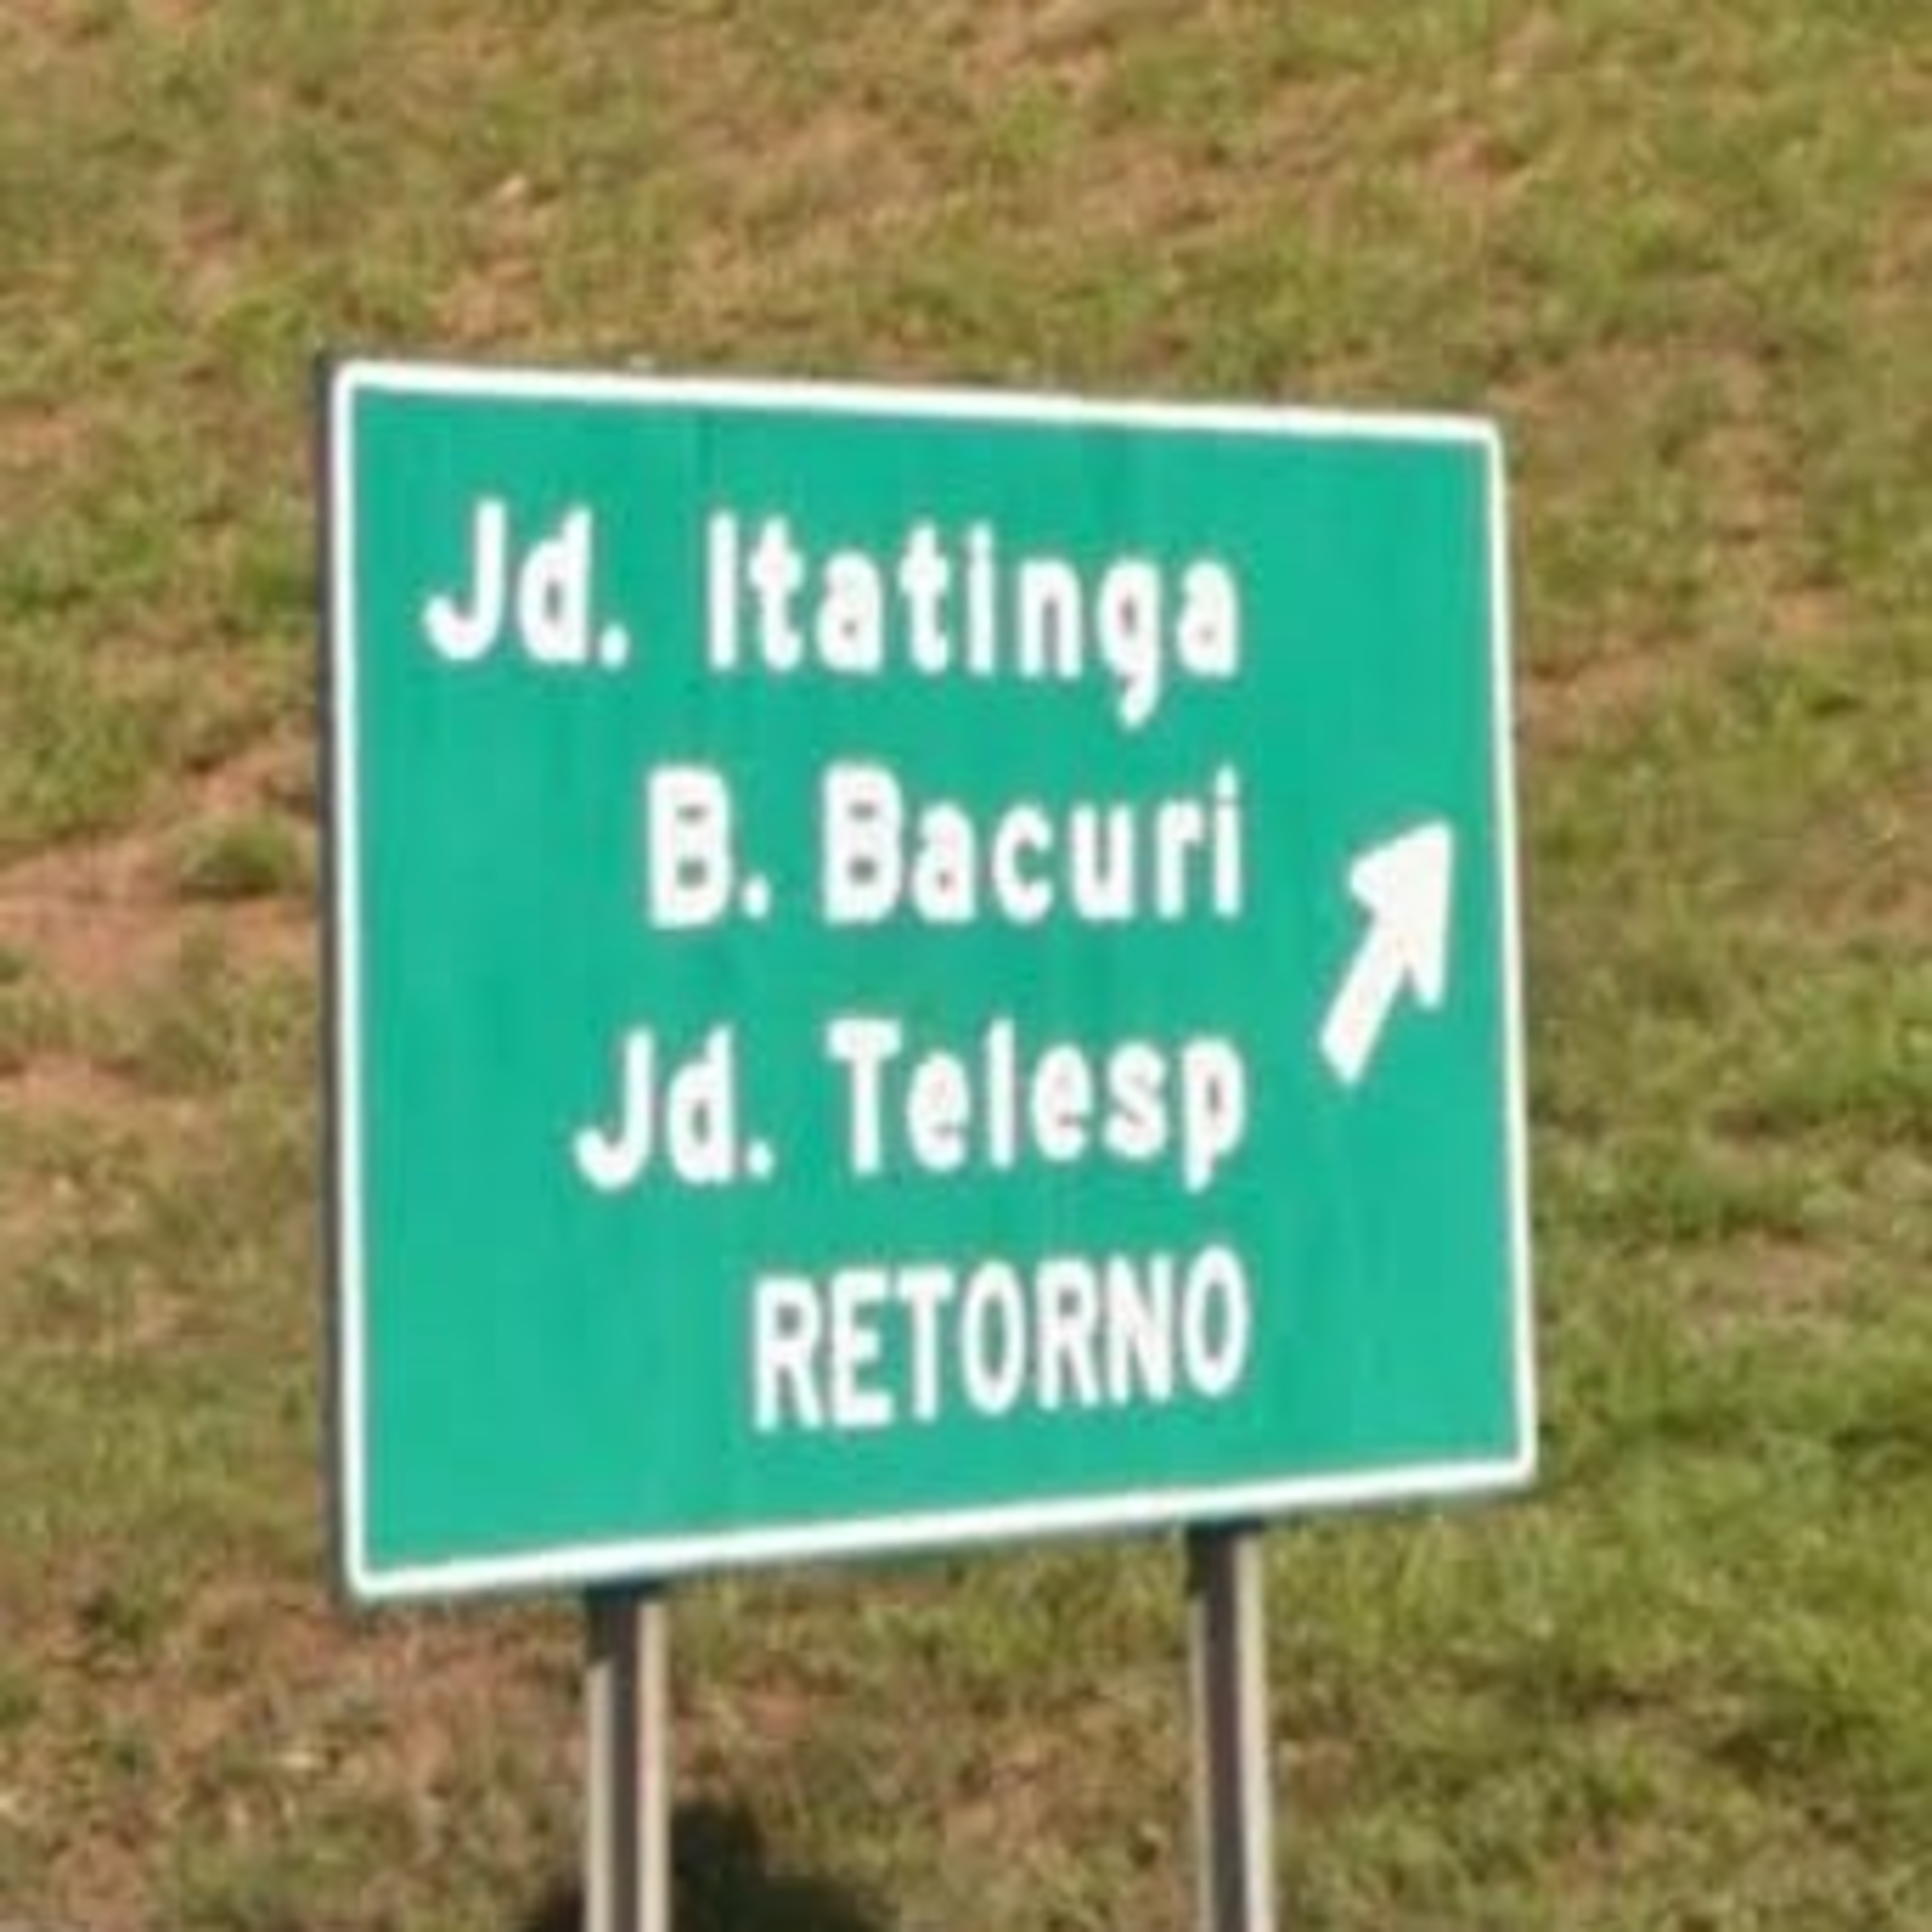 Jd. Itatinga
B. Bacuri
Jd. Telesp
RETORNO